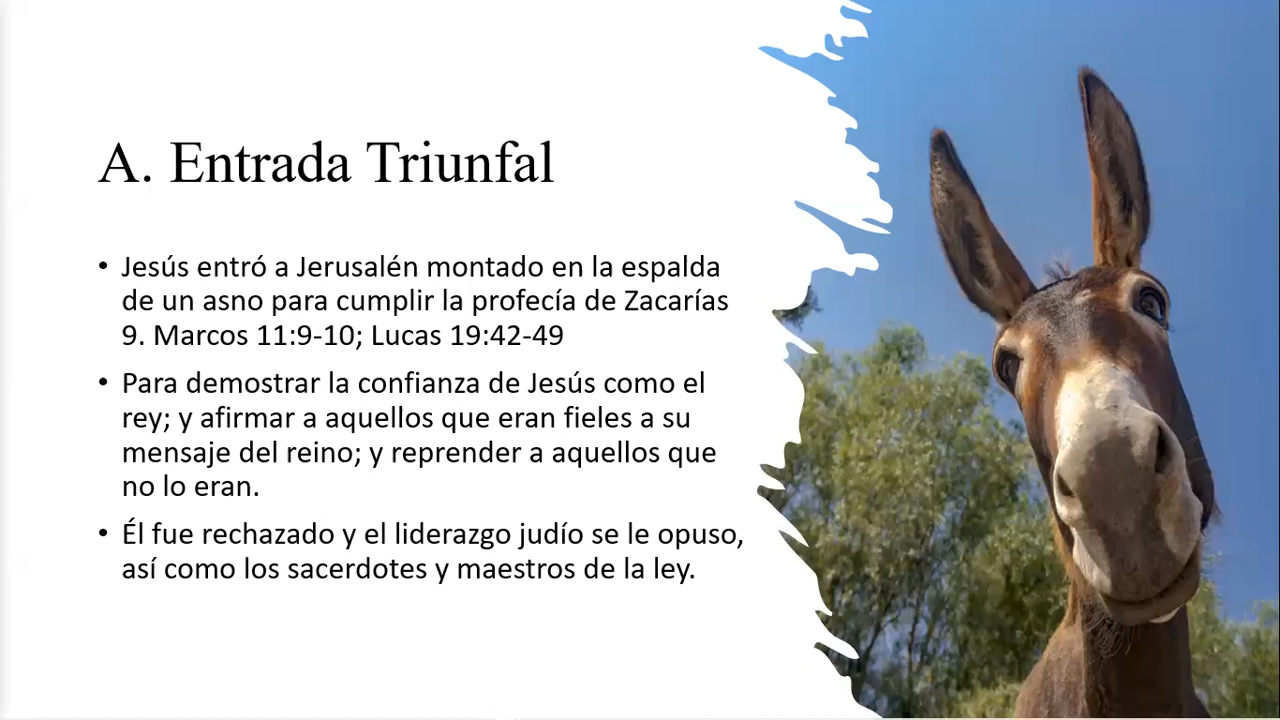 A. Entrada Triunfal
• Jesús entró a Jerusalén montado en la espalda
de un asno para cumplir la profecía de Zacarías
9. Marcos 11:9-10; Lucas 19:42-49
• Para demostrar la confianza de Jesús como el
rey; y afirmar a aquellos que eran fieles a su
mensaje del reino; y reprender a aquellos que
no lo eran.
• Él fue rechazado y el liderazgo judío se le opuso,
así como los sacerdotes y maestros de la ley.